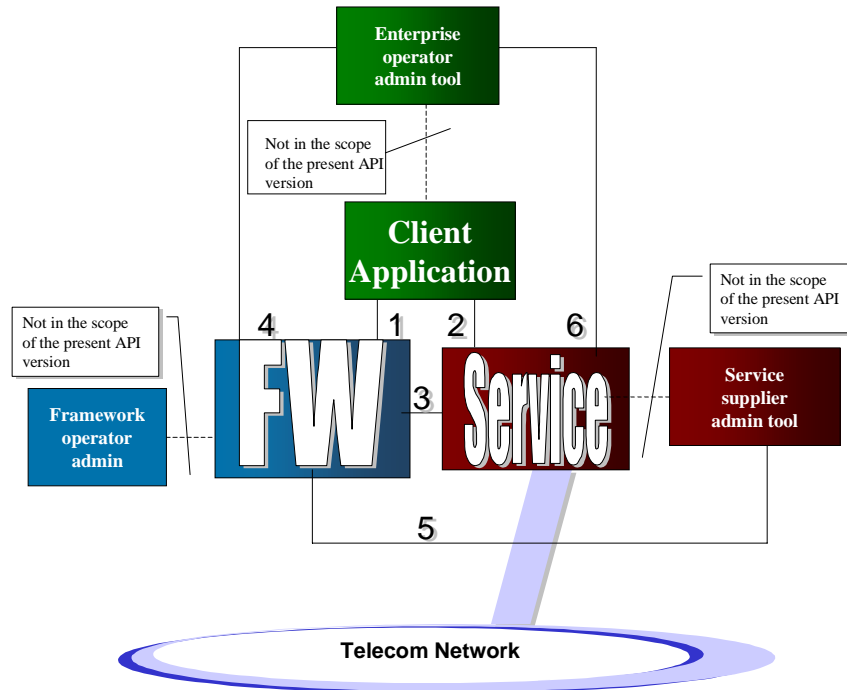 Enterprise
operator
admin tool
Not in the scope
of the present API
version
Client
Application
Not in the scope
of the present API
version
Not in the scope
of the present API
version
4
1
2
6
FW
Service
3
Framework
operator
admin
Service
supplier
admin tool
5
Telecom Network